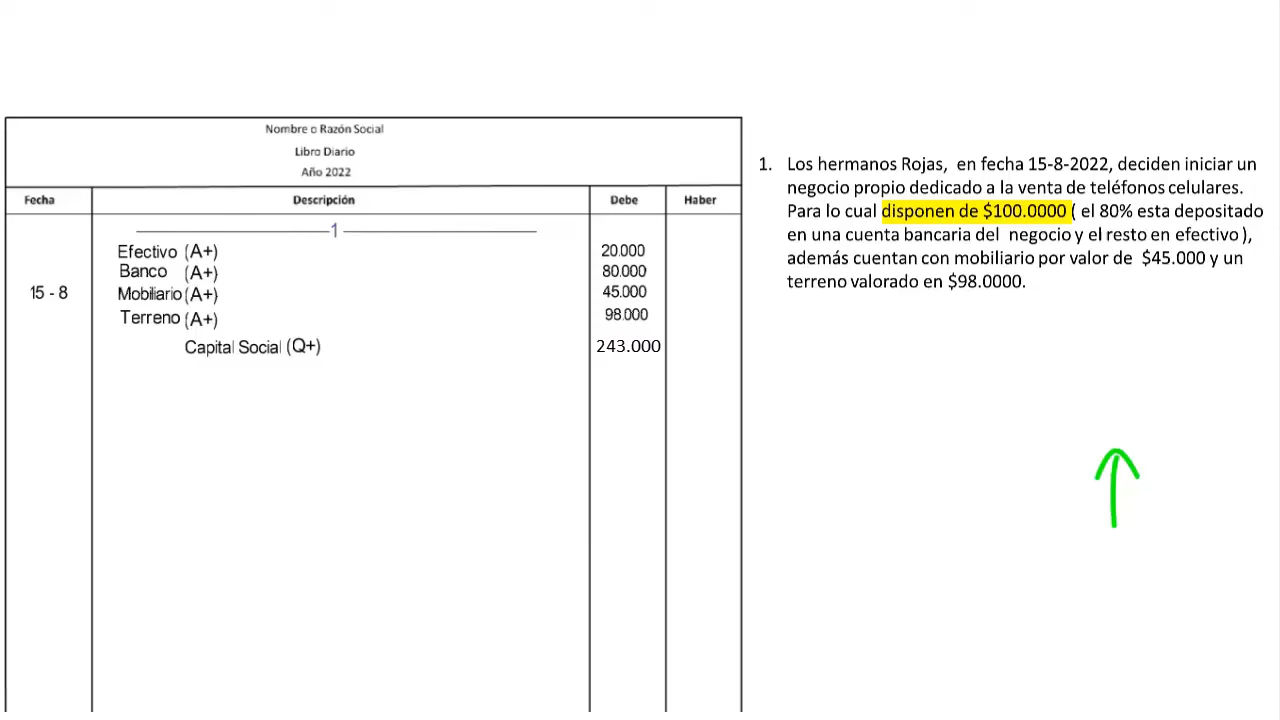 Nombre o Razón Social
Libro Diario
Año 2022
Fecha Descripción Debe Haber
1
Efectivo (A+) 20.000
Banco (A+) 80.000
15 - 8 Mobiliario (A+) 45.000
Terreno (A+) 98.000
Capital Social (Q+) 243.000
1. Los hermanos Rojas, en fecha 15-8-2022, deciden iniciar un
negocio propio dedicado a la venta de teléfonos celulares.
Para lo cual disponen de $100.0000 ( el 80% esta depositado
en una cuenta bancaria del negocio y el resto en efectivo ),
además cuentan con mobiliario por valor de $45.000 y un
terreno valorado en $98.0000.